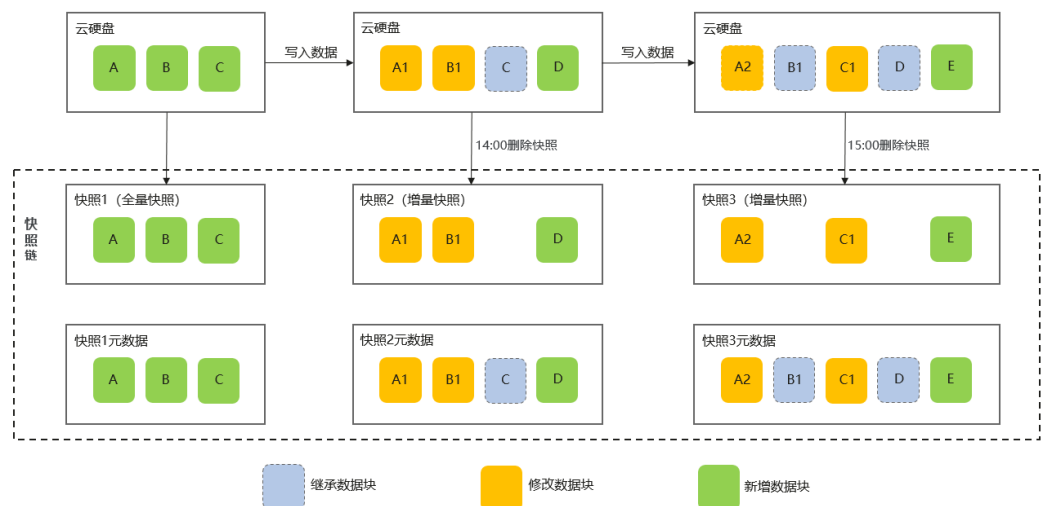 云硬盘
A B C
写入数据
云硬盘
A1 B1 C D
写入数据
云硬盘
A2 B1 C1 D E
14:00删除快照
15:00删除快照
快照链
快照1（全量快照）
A B C
快照2（增量快照）
A1 B1 D
快照3（增量快照）
A2 C1 E
快照1元数据
A B C
快照2元数据
A1 B1 C D
快照3元数据
A2 B1 C1 D E
继承数据块
修改数据块
新增数据块